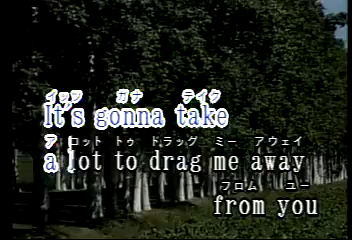 イッツ ガナ テイク
It's gonna take
ア ロット トゥ ドラッグ ミー アウェイ
a lot to drag me away
フロム ユー
from you